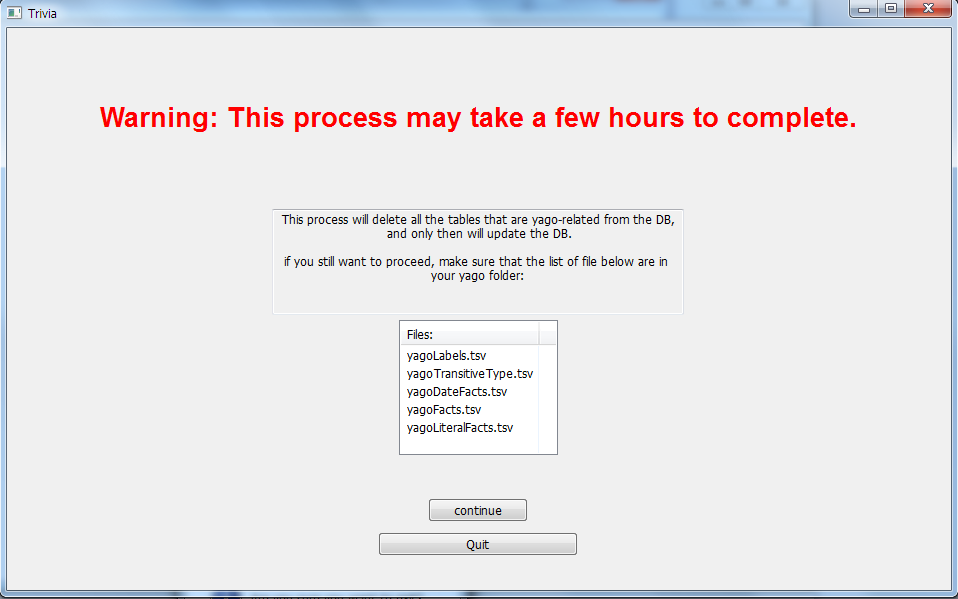 Trivia
Warning: This process may take a few hours to complete.
This process will delete all the tables that are yago-related from the DB,
and only then will update the DB.
if you still want to proceed, make sure that the list of file below are in
your yago folder:
Files:
yagoLabels.tsv
yagoTransitiveType.tsv
yagoDateFacts.tsv
yagoFacts.tsv
yagoLiteralFacts.tsv
continue
Quit